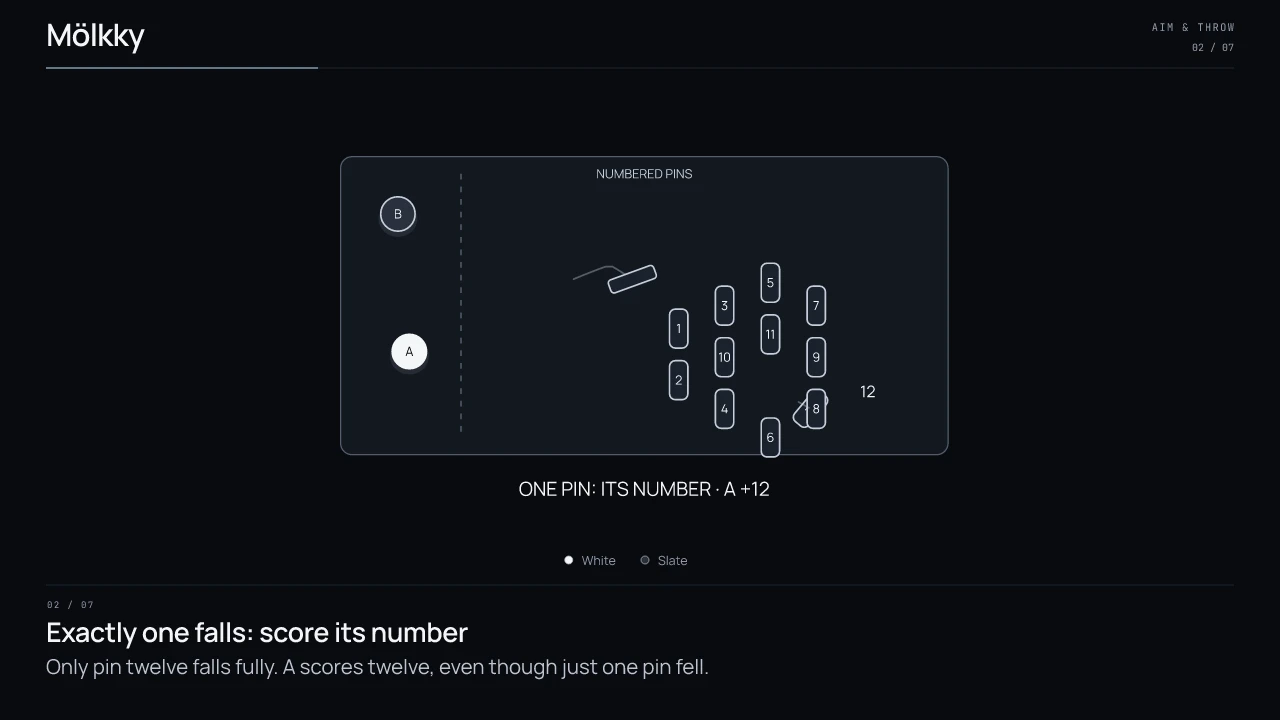 Mölkky
AIM & THROW
02 / 07
NUMBERED PINS
B
A
5
3
7
1
11
10
9
2
12
4
8
6
ONE PIN: ITS NUMBER · A +12
White
Slate
02 / 07
Exactly one falls: score its number
Only pin twelve falls fully. A scores twelve, even though just one pin fell.